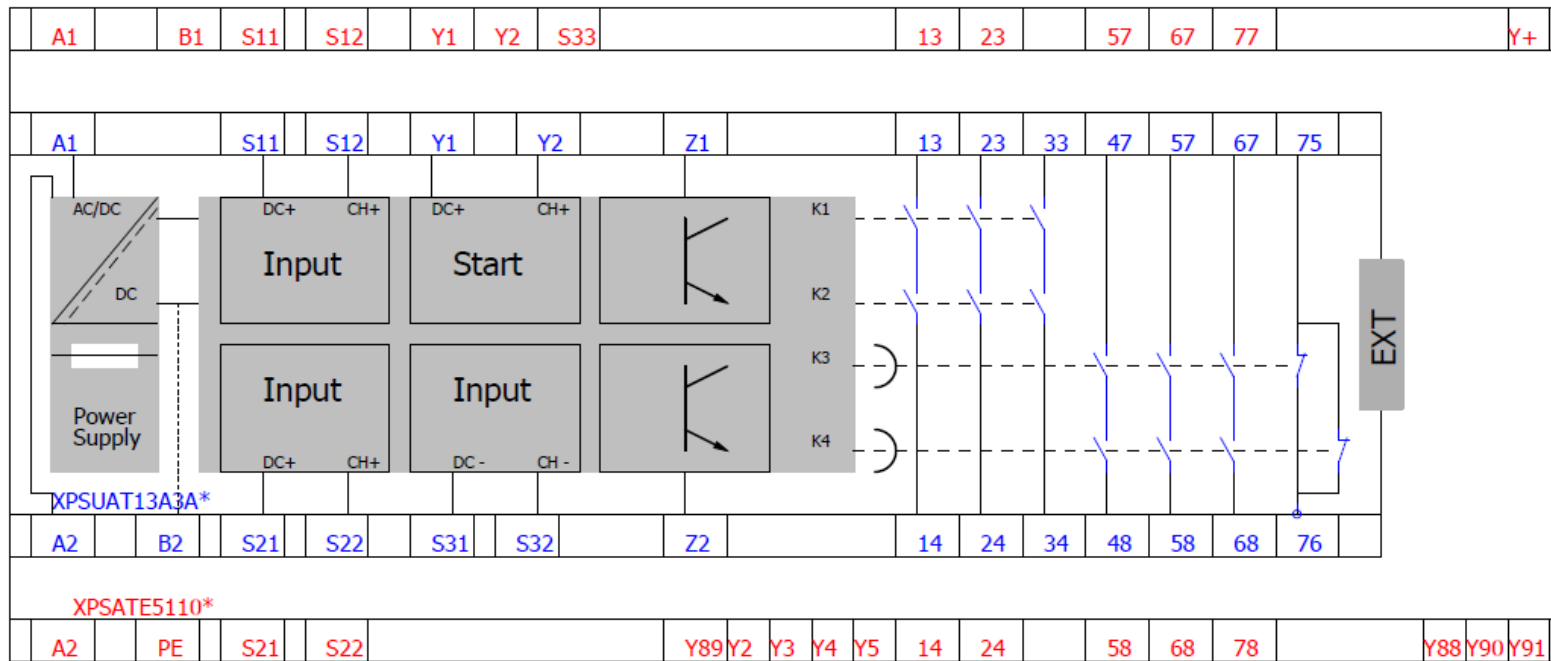 A1 B1 S11 S12 Y1 Y2 S33 13 23 57 67 77 Y+
A1 S11 S12 Y1 Y2 Z1 13 23 33 47 57 67 75
AC/DC DC+ CH+ DC+ CH+ K1
Input Start
DC K2
EXT
K3
Input Input
Power
Supply
K4
DC+ CH+ DC - CH -
XPSUAT13A3A*
A2 B2 S21 S22 S31 S32 Z2 14 24 34 48 58 68 76
XPSATE5110*
A2 PE S21 S22 Y89 Y2 Y3 Y4 Y5 14 24 58 68 78 Y88 Y90 Y91